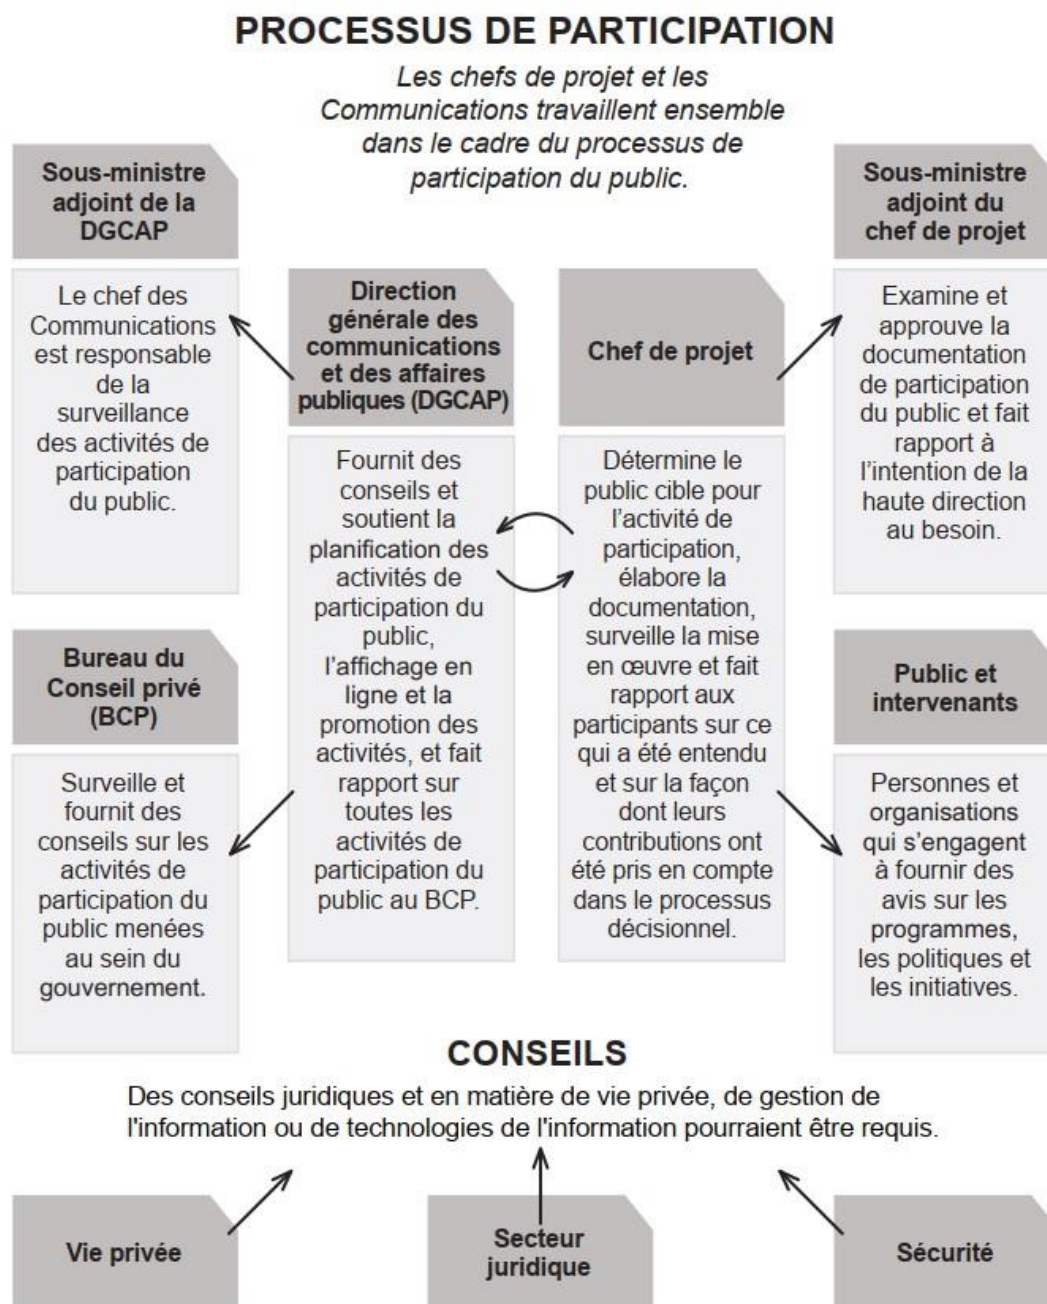 PROCESSUS DE PARTICIPATION
Les chefs de projet et les
Communications travaillent ensemble
dans le cadre du processus de
participation du public.
Sous-ministre
adjoint de la
DGCAP
Le chef des
Communications
est responsable
de la
surveillance
des activités de
participation
du public.
Direction
générale des
communications
et des affaires
publiques (DGCAP)
Fournit des
conseils et
soutient la
planification des
activités de
participation du
public,
l'affichage en
ligne et la
promotion des
activités, et fait
rapport sur
toutes les
activités de
participation du
public au BCP.
Chef de projet
Détermine le
public cible pour
l'activité de
participation,
élabore la
documentation,
surveille la mise
en œuvre et fait
rapport aux
participants sur ce
qui a été entendu
et sur la façon
dont leurs
contributions ont
été pris en compte
dans le processus
décisionnel.
Sous-ministre
adjoint du
chef de projet
Examine et
approuve la
documentation
de participation
du public et fait
rapport à
l'intention de la
haute direction
au besoin.
Bureau du
Conseil privé
(BCP)
Surveille et
fournit des
conseils sur les
activités de
participation du
public menées
au sein du
gouvernement.
Public et
intervenants
Personnes et
organisations
qui s'engagent
à fournir des
avis sur les
programmes,
les politiques et
les initiatives.
CONSEILS
Des conseils juridiques et en matière de vie privée, de gestion de
l'information ou de technologies de l'information pourraient être requis.
Vie privée
Secteur
juridique
Sécurité